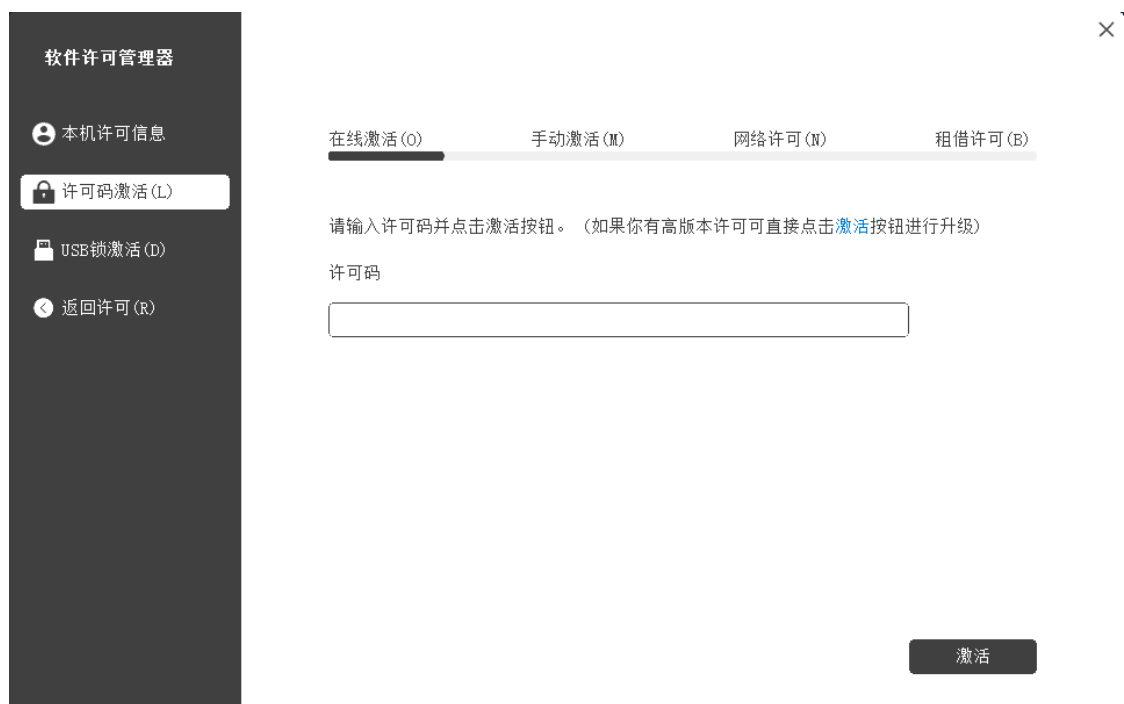 软件许可管理器
本机许可信息
许可码激活(L)
USB锁激活(D)
返回许可(R)
在线激活(O) 手动激活(M) 网络许可(N) 租借许可(B)
请输入许可码并点击激活按钮。（如果你有高版本许可可直接点击激活按钮进行升级）
许可码
激活